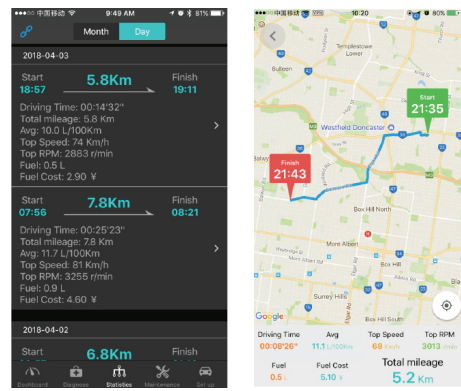 中国移动
9:49 AM
81%
Month
Day
2018-04-03
Start
5.8Km
Finish
18:57
19:11
Driving Time: 00:14'32"
Total mileage: 5.8 Km
Avg: 10.0 L/100Km
Top Speed: 74 Km/h
Top RPM: 2883 r/min
Fuel: 0.5 L
Fuel Cost: 2.90 ¥
Start
7.8Km
Finish
07:56
08:21
Driving Time: 00:25'23"
Total mileage: 7.8 Km
Avg: 11.7 L/100Km
Top Speed: 81 Km/h
Top RPM: 3255 r/min
Fuel: 0.9 L
Fuel Cost: 4.60 ¥
2018-04-02
Start
6.8Km
Finish
Dashboard
Diagnose
Statistics
Maintenance
Set up
中国移动
10:20
80%
Templestowe
Lower
Bulleen
Start
21:35
Westfield Doncaster
Finish
21:43
Box Hill North
Mont Albert
Box Hill
Surrey Hills
Box Hill South
Google
Driving Time
Avg
Top Speed
Top RPM
00:08'26"
11.1 L/100Km
68 Km/h
3013 r/min
Fuel
Fuel Cost
Total mileage
0.5 L
5.10 ¥
5.2 Km